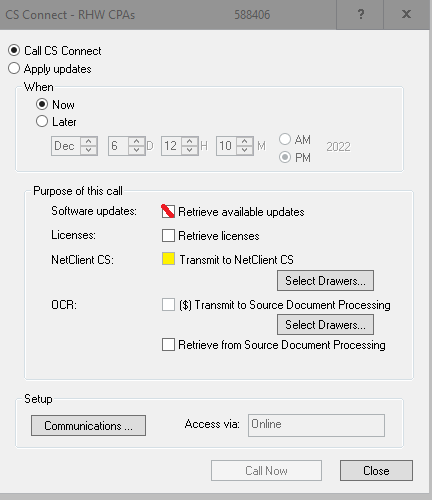 CS Connect - RHW CPAs 588406 ? X
Call CS Connect
Apply updates
When
Now
Later
Dec 6 D 12 H 10 M AM
PM 2022
Purpose of this call
Software updates: Retrieve available updates
Licenses: Retrieve licenses
NetClient CS: Transmit to NetClient CS
Select Drawers...
OCR: ($) Transmit to Source Document Processing
Select Drawers...
Retrieve from Source Document Processing
Setup
Communications ... Access via: Online
Call Now Close